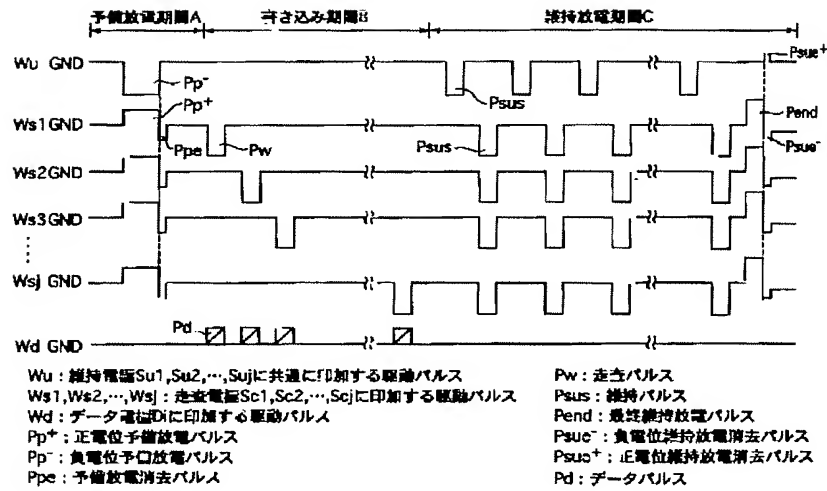 予備放電期間A 書き込み期間B 維持放電期間C
Wu GND
Psue+
Pp-
Pp+
Psus
Pend
Ws1 GND
Ppe Pw Psus Psue-
Ws2 GND
Ws3 GND
Wsj GND
Pd
Wd GND
Wu : 維持電極Su1,Su2,…,Sujに共通に印加する駆動パルス
Ws1,Ws2,…,Wsj : 走査電極Sc1,Sc2,…,Scjに印加する駆動パルス
Wd : データ電極Diに印加する駆動パルス
Pp+ : 正電位予備放電パルス
Pp- : 負電位予備放電パルス
Ppe : 予備放電消去パルス
Pw : 走査パルス
Psus : 維持パルス
Pend : 最終維持放電パルス
Psue- : 負電位維持放電消去パルス
Psue+ : 正電位維持放電消去パルス
Pd : データパルス